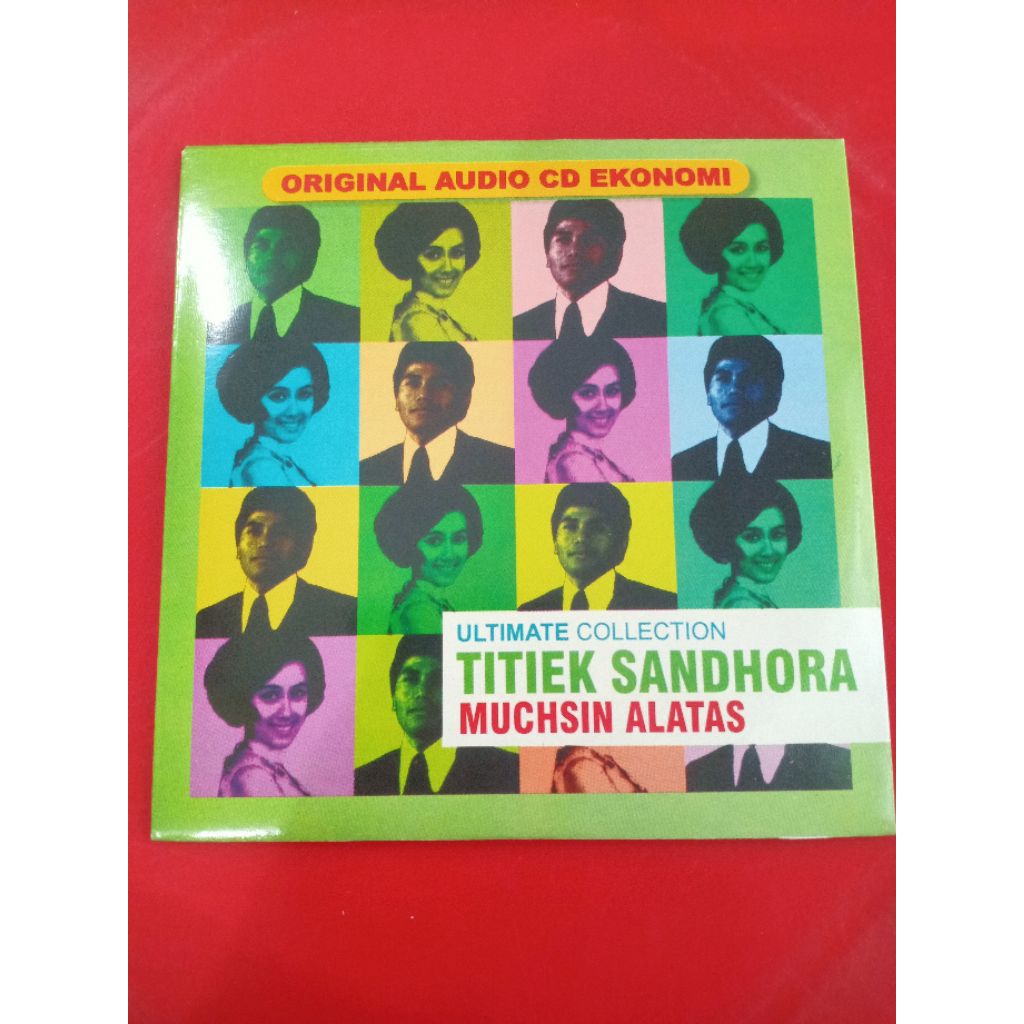 ORIGINAL AUDIO CD EKONOMI
ULTIMATE COLLECTION
TITIEK SANDHORA
MUCHSIN ALATAS